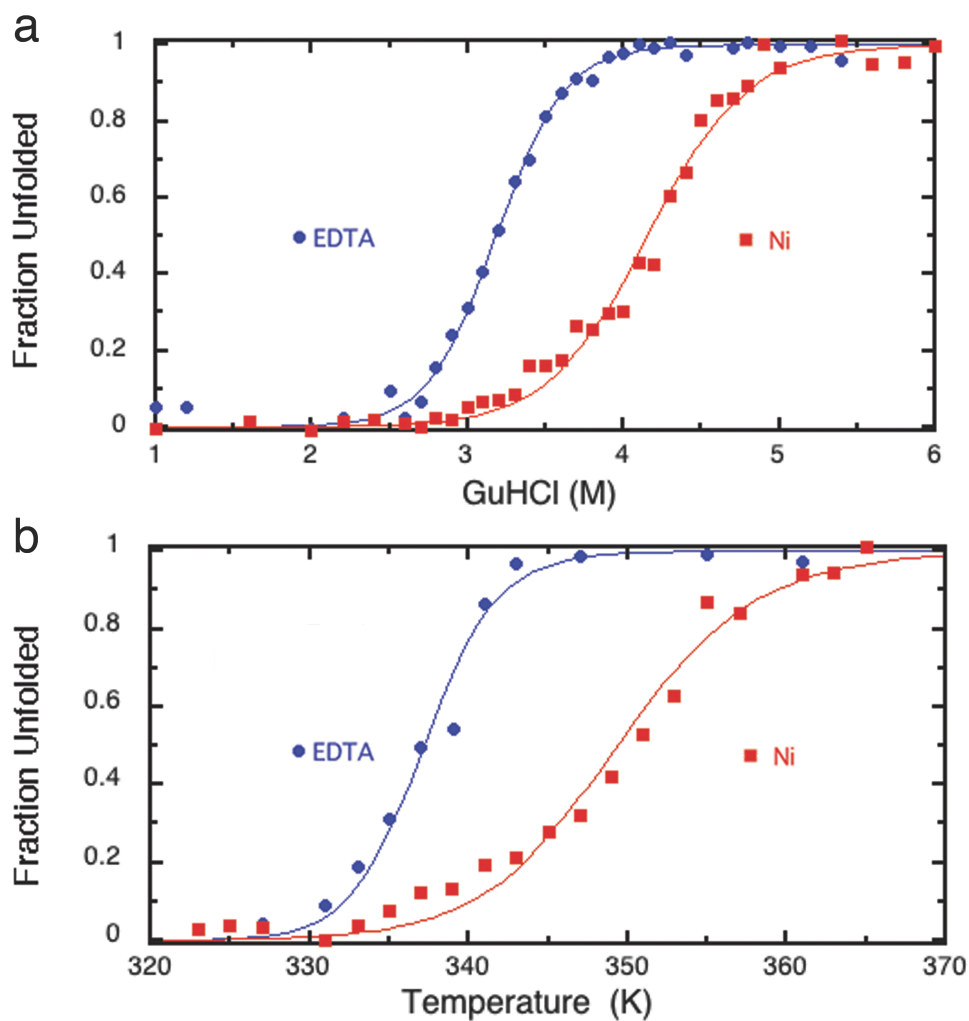 a
Fraction Unfolded
1
0.8
0.6
0.4
0.2
0
EDTA
Ni
1 2 3 4 5 6
GuHCl (M)
b
Fraction Unfolded
1
0.8
0.6
0.4
0.2
0
EDTA
Ni
320 330 340 350 360 370
Temperature (K)